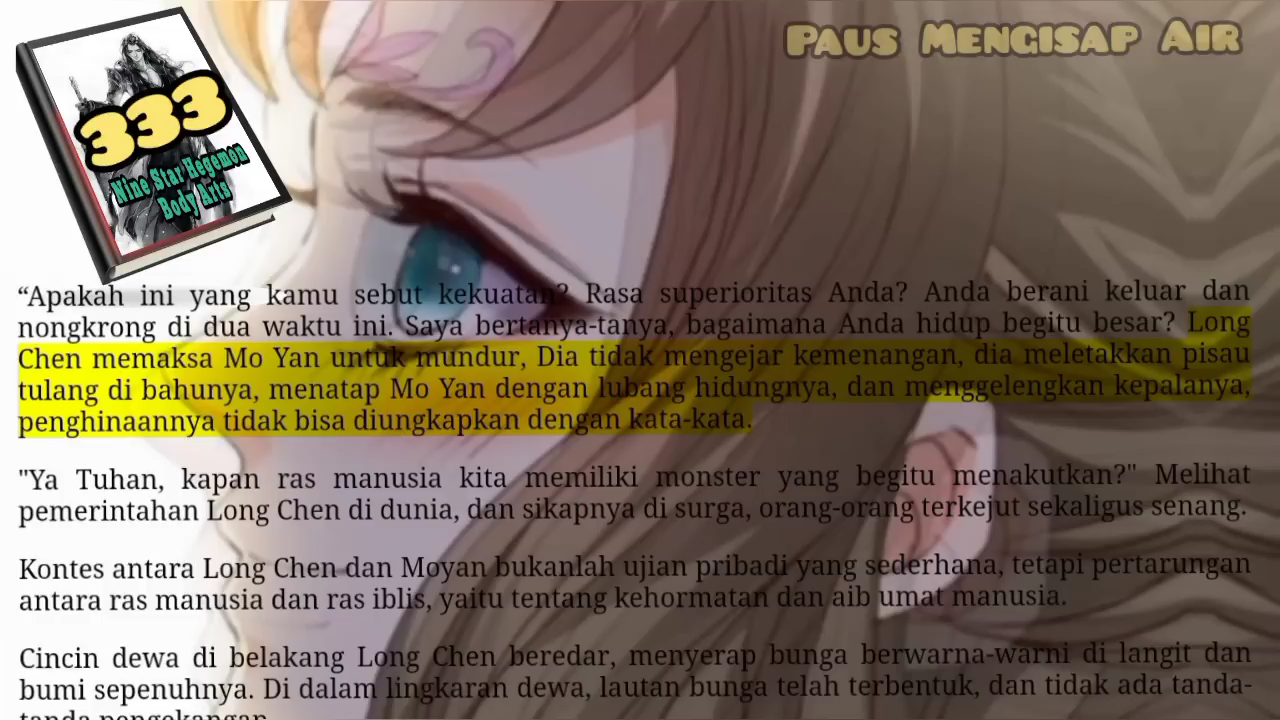 Paus Mengisap Air
333
Nine Star Hegemon
Body Arts
“Apakah ini yang kamu sebut kekuatan? Rasa superioritas Anda? Anda berani keluar dan
nongkrong di dua waktu ini. Saya bertanya-tanya, bagaimana Anda hidup begitu besar? Long
Chen memaksa Mo Yan untuk mundur, Dia tidak mengejar kemenangan, dia meletakkan pisau
tulang di bahunya, menatap Mo Yan dengan lubang hidungnya, dan menggelengkan kepalanya,
penghinaannya tidak bisa diungkapkan dengan kata-kata.
"Ya Tuhan, kapan ras manusia kita memiliki monster yang begitu menakutkan?" Melihat
pemerintahan Long Chen di dunia, dan sikapnya di surga, orang-orang terkejut sekaligus senang.
Kontes antara Long Chen dan Moyan bukanlah ujian pribadi yang sederhana, tetapi pertarungan
antara ras manusia dan ras iblis, yaitu tentang kehormatan dan aib umat manusia.
Cincin dewa di belakang Long Chen beredar, menyerap bunga berwarna-warni di langit dan
bumi sepenuhnya. Di dalam lingkaran dewa, lautan bunga telah terbentuk, dan tidak ada tanda-
tanda pengekangan.